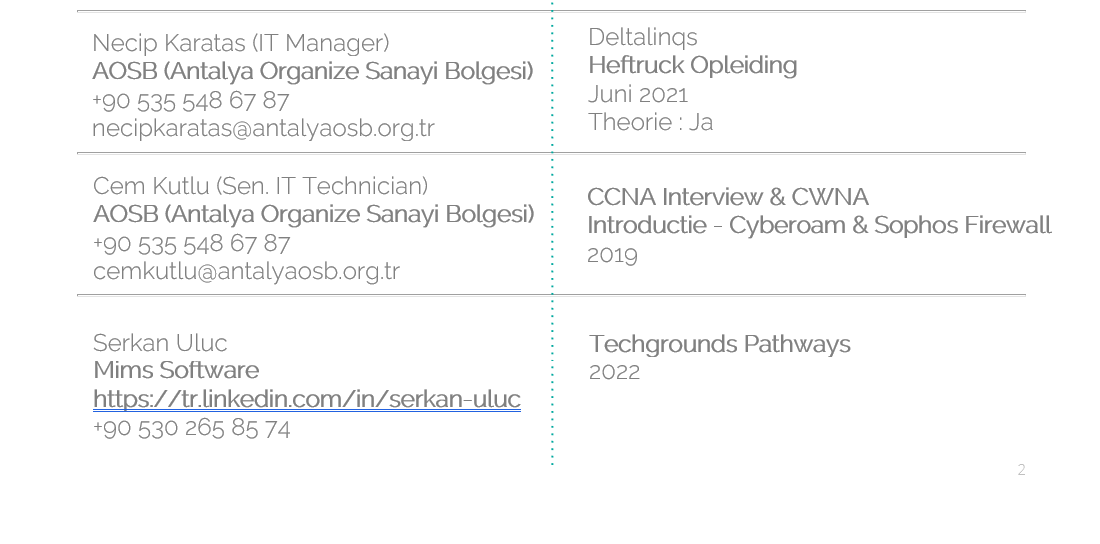 Necip Karatas (IT Manager)
AOSB (Antalya Organize Sanayi Bolgesi)
+90 535 548 67 87
necipkaratas@antalyaosb.org.tr
Deltalinqs
Heftruck Opleiding
Juni 2021
Theorie : Ja
Cem Kutlu (Sen. IT Technician)
AOSB (Antalya Organize Sanayi Bolgesi)
+90 535 548 67 87
cemkutlu@antalyaosb.org.tr
CCNA Interview & CWNA
Introductie - Cyberoam & Sophos Firewall
2019
Serkan Uluc
Mims Software
https://tr.linkedin.com/in/serkan-uluc
+90 530 265 85 74
Techgrounds Pathways
2022
2